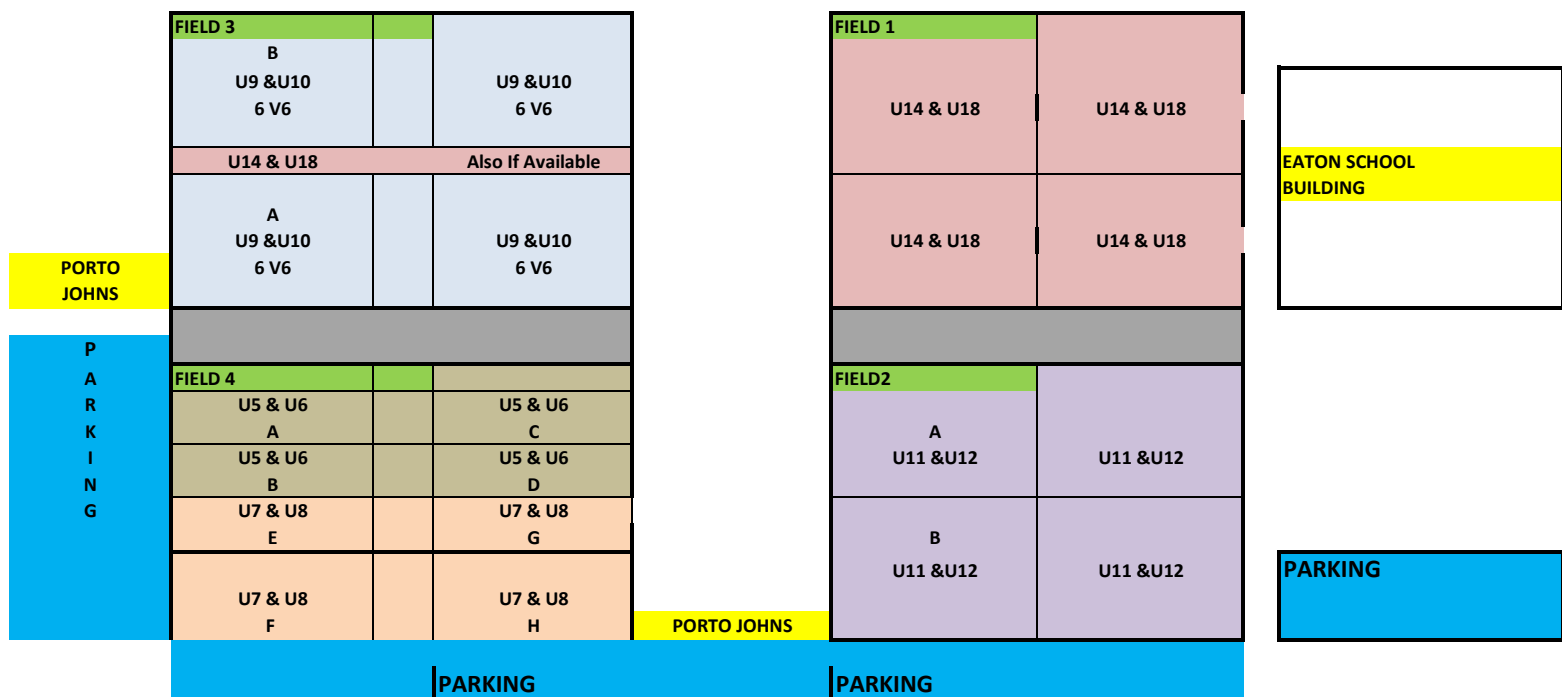 FIELD 3
B
U9 &U10
6 V6
U9 &U10
6 V6
U14 & U18
Also If Available
A
U9 &U10
6 V6
U9 &U10
6 V6
FIELD 1
U14 & U18
U14 & U18
U14 & U18
U14 & U18
EATON SCHOOL
BUILDING
PORTO
JOHNS
P
A
R
K
I
N
G
FIELD 4
U5 & U6
A
U5 & U6
C
U5 & U6
B
U5 & U6
D
U7 & U8
E
U7 & U8
G
U7 & U8
F
U7 & U8
H
PORTO JOHNS
FIELD2
A
U11 &U12
U11 &U12
B
U11 &U12
U11 &U12
PARKING
PARKING
PARKING